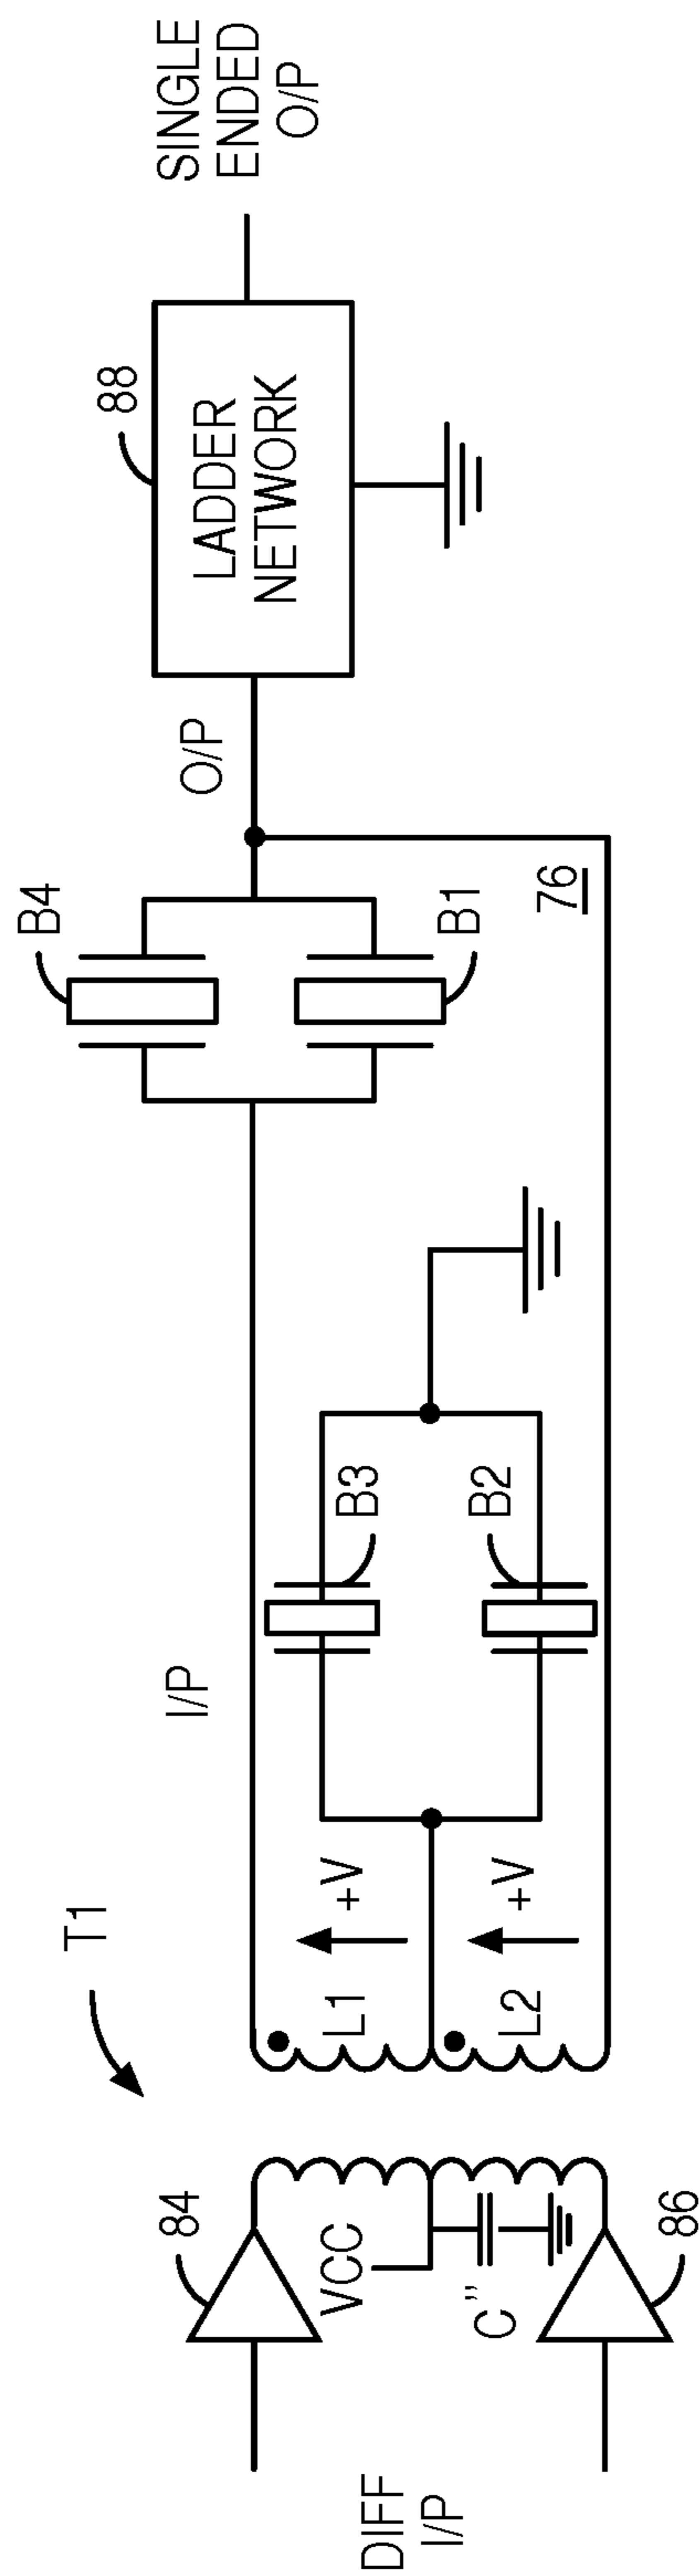 DIFF
I/P
84
86
VCC
C"
T1
L1
L2
+V
+V
I/P
B3
B2
B4
B1
76
O/P
88
LADDER
NETWORK
SINGLE
ENDED
O/P